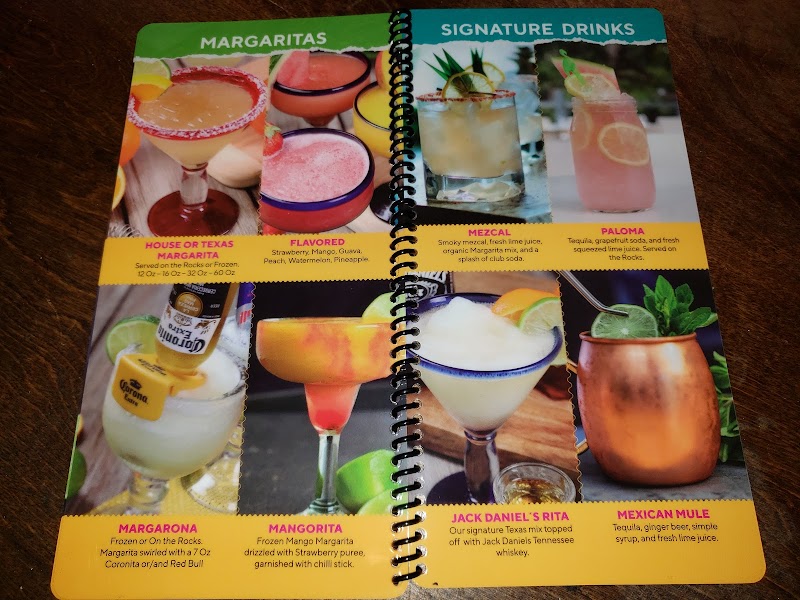 MARGARITAS
HOUSE OR TEXAS
MARGARITA
Served on the Rocks or Frozen.
12 Oz - 16 Oz - 32 Oz - 60 Oz
FLAVORED
Strawberry, Mango, Guava,
Peach, Watermelon, Pineapple.
Coronita
Extra
Corona
Extra
MARGARONA
Frozen or On the Rocks.
Margarita swirled with a 7 Oz
Coronita or/and Red Bull
MANGORITA
Frozen Mango Margarita
drizzled with Strawberry puree,
garnished with chilli stick.
SIGNATURE DRINKS
MEZCAL
Smoky mezcal, fresh lime juice,
organic Margarita mix, and a
splash of club soda.
PALOMA
Tequila, grapefruit soda, and fresh
squeezed lime juice. Served on
the Rocks.
JACK DANIEL`S RITA
Our signature Texas mix topped
off with Jack Daniels Tennessee
whiskey.
MEXICAN MULE
Tequila, ginger beer, simple
syrup, and fresh lime juice.